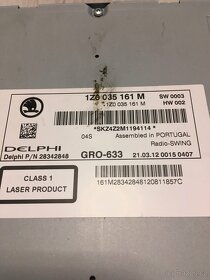 1Z0 035 161 M
SW 0003
1Z0 035 161 M
HW 002
*SKZ4Z2M1194114*
04S
Assembled in PORTUGAL
Radio-SWING
DELPHI
Delphi P/N 28342848
GRO-633
21.03.12 0015 0407
CLASS 1
LASER PRODUCT
161M28342848120811857C